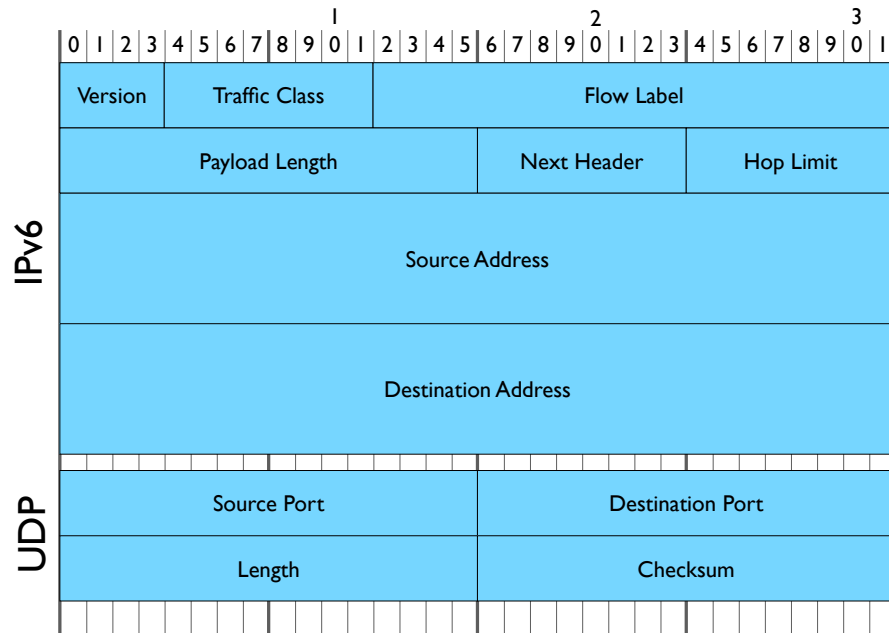 1 2 3
0 1 2 3 4 5 6 7 8 9 0 1 2 3 4 5 6 7 8 9 0 1 2 3 4 5 6 7 8 9 0 1
Version Traffic Class Flow Label
Payload Length Next Header Hop Limit
IPv6
Source Address
Destination Address
UDP
Source Port Destination Port
Length Checksum